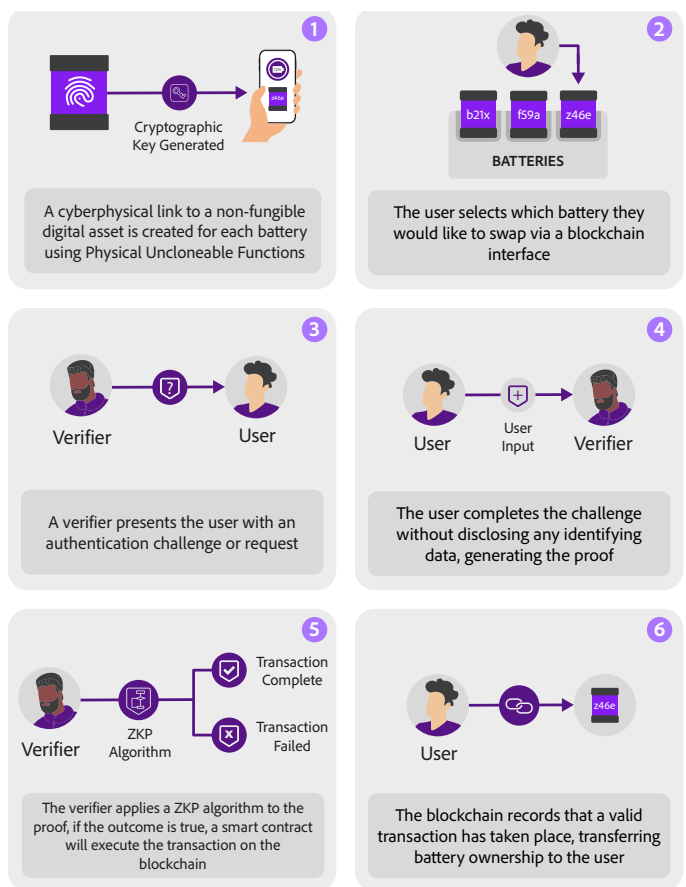 1
z46e
Cryptographic
Key Generated
A cyberphysical link to a non-fungible
digital asset is created for each battery
using Physical Uncloneable Functions
2
b21x
f59a
z46e
BATTERIES
The user selects which battery they
would like to swap via a blockchain
interface
3
?
Verifier
User
A verifier presents the user with an
authentication challenge or request
4
User
User
Input
Verifier
The user completes the challenge
without disclosing any identifying
data, generating the proof
5
Verifier
ZKP
Algorithm
Transaction
Complete
Transaction
Failed
The verifier applies a ZKP algorithm to the
proof, if the outcome is true, a smart contract
will execute the transaction on the
blockchain
6
User
z46e
The blockchain records that a valid
transaction has taken place, transferring
battery ownership to the user